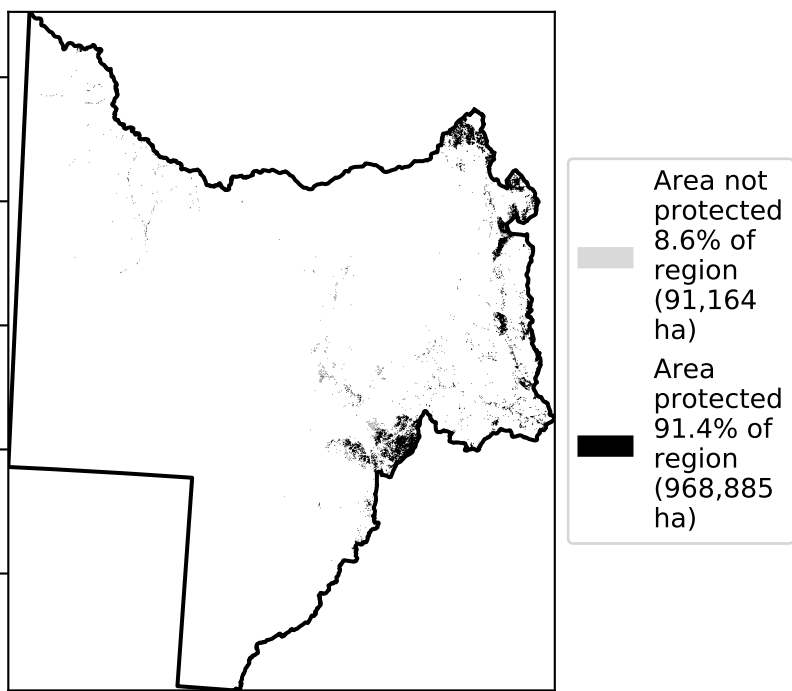 Area not
protected
8.6% of
region
(91,164
ha)
Area
protected
91.4% of
region
(968,885
ha)